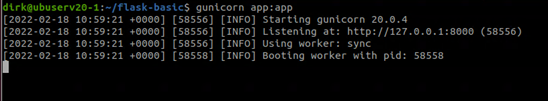 dirk@ubuserv20-1:~/flask-basic$ gunicorn app:app
[2022-02-18 10:59:21 +0000] [58556] [INFO] Starting gunicorn 20.0.4
[2022-02-18 10:59:21 +0000] [58556] [INFO] Listening at: http://127.0.0.1:8000 (58556)
[2022-02-18 10:59:21 +0000] [58556] [INFO] Using worker: sync
[2022-02-18 10:59:21 +0000] [58558] [INFO] Booting worker with pid: 58558